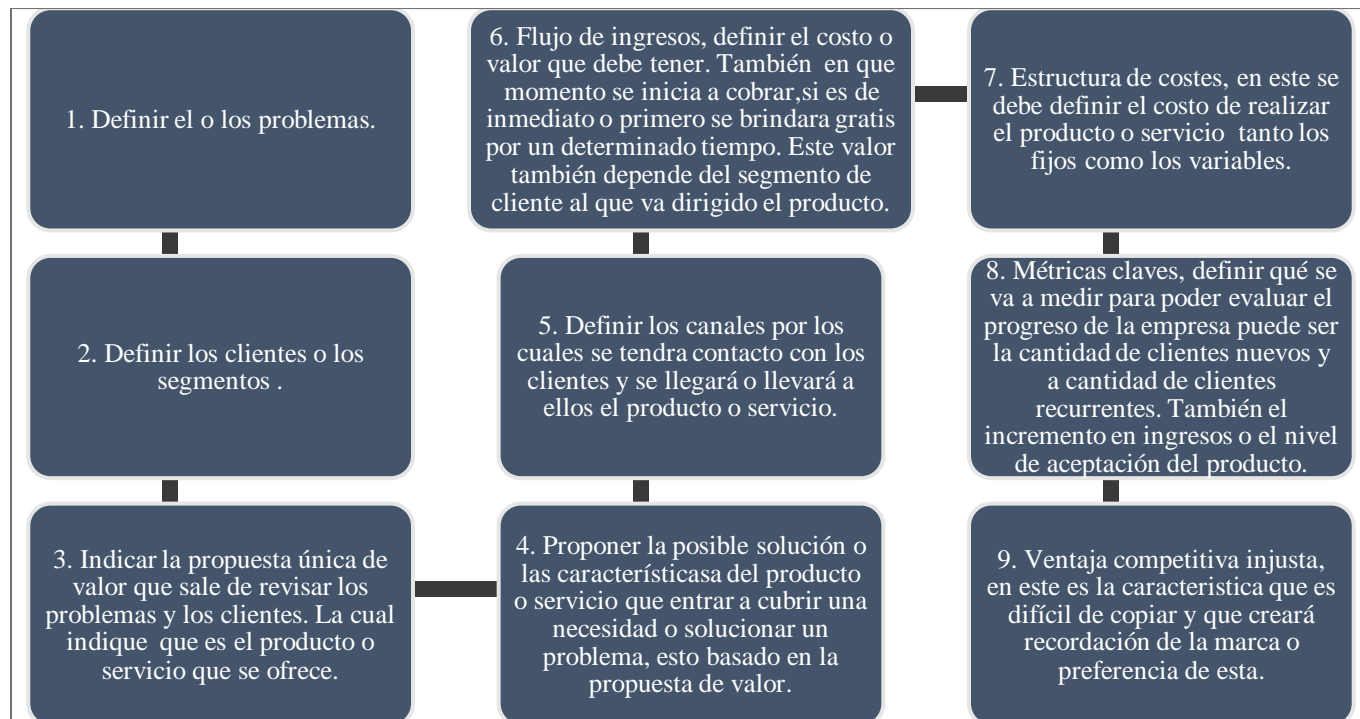 1. Definir el o los problemas.
2. Definir los clientes o los
segmentos .
3. Indicar la propuesta única de
valor que sale de revisar los
problemas y los clientes. La cual
indique  que es el producto o
servicio que se ofrece.
4. Proponer la posible solución o
las característicasa del producto
o servicio que entrar a cubrir una
necesidad o solucionar un
problema, esto basado en la
propuesta de valor.
5. Definir los canales por los
cuales se tendra contacto con los
clientes y se llegará o llevará a
ellos el producto o servicio.
6. Flujo de ingresos, definir el costo o
valor que debe tener. También  en que
momento se inicia a cobrar,si es de
inmediato o primero se brindara gratis
por un determinado tiempo. Este valor
también depende del segmento de
cliente al que va dirigido el producto.
7. Estructura de costes, en este se
debe definir el costo de realizar
el producto o servicio  tanto los
fijos como los variables.
8. Métricas claves, definir qué se
va a medir para poder evaluar el
progreso de la empresa puede ser
la cantidad de clientes nuevos y
a cantidad de clientes
recurrentes. También el
incremento en ingresos o el nivel
de aceptación del producto.
9. Ventaja competitiva injusta,
en este es la caracteristica que es
difícil de copiar y que creará
recordación de la marca o
preferencia de esta.